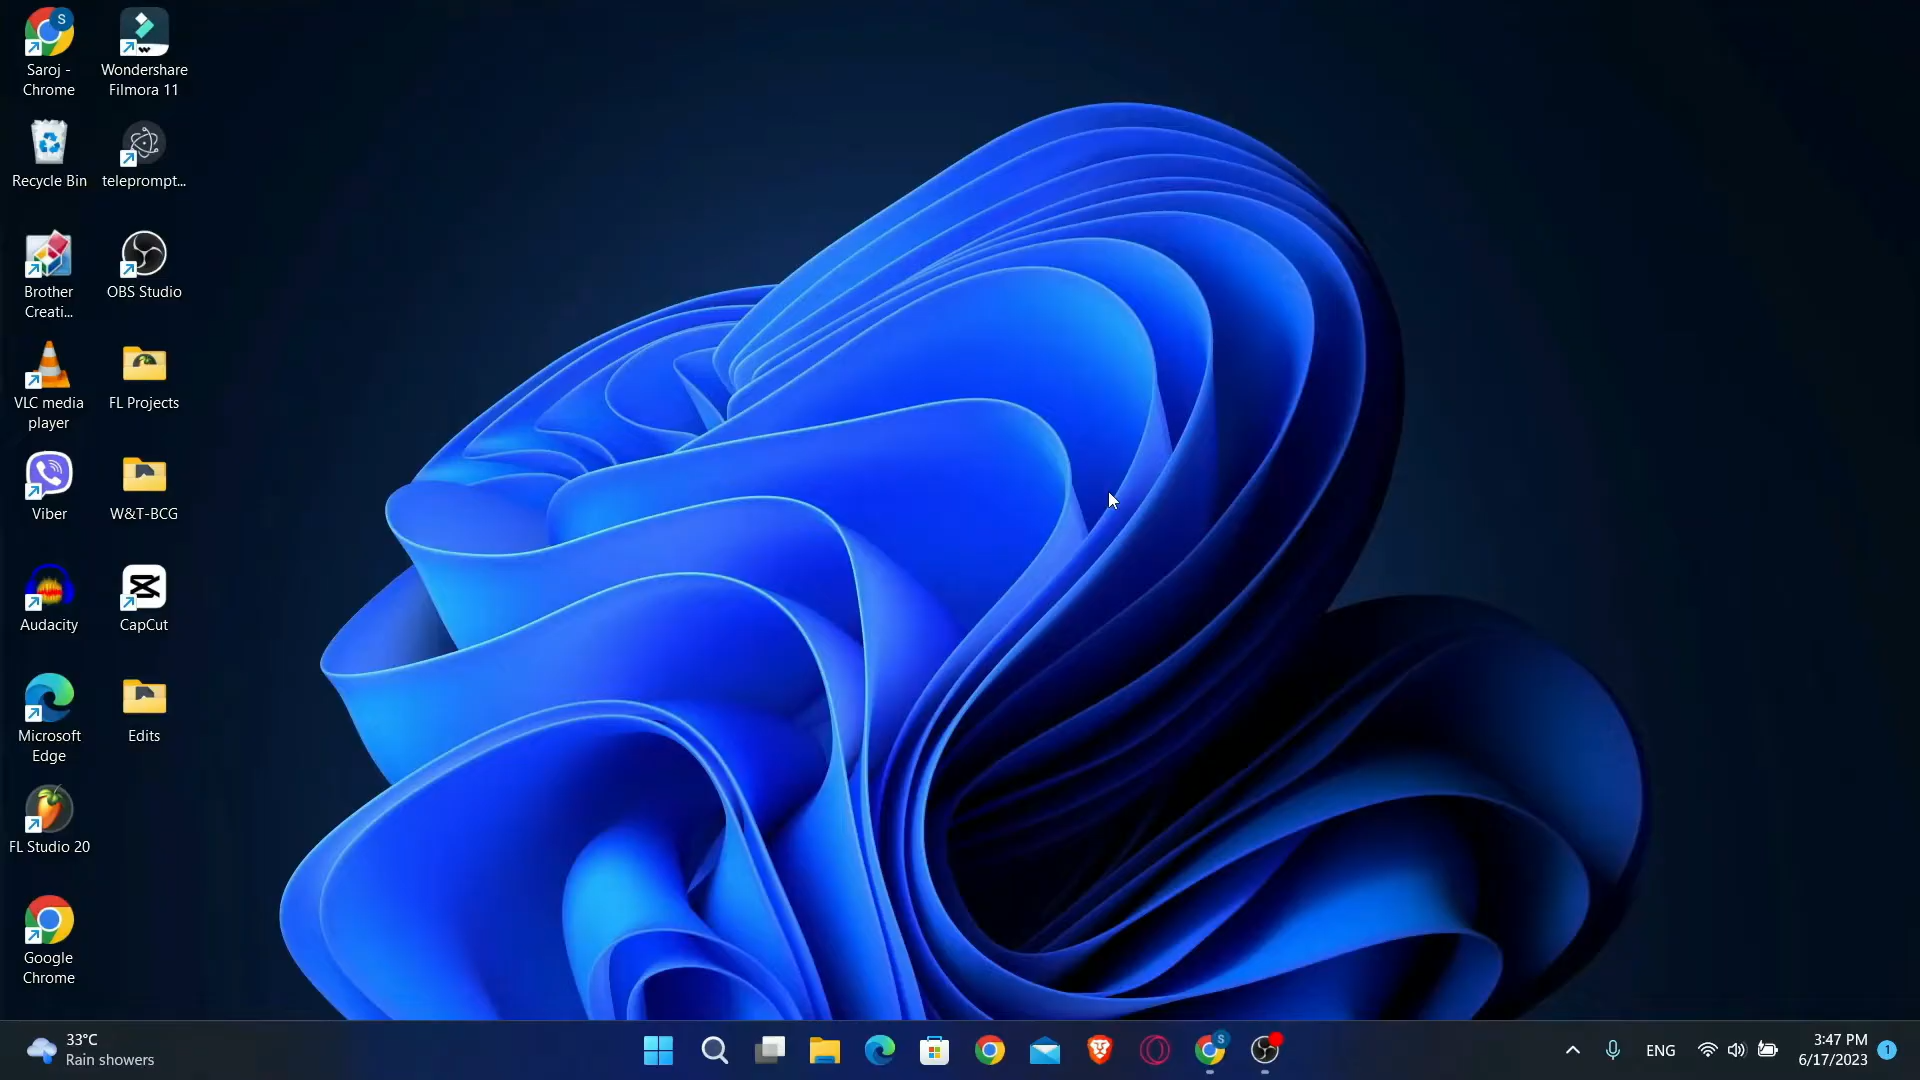 Saroj -
Chrome
Wondershare
Filmora 11
Recycle Bin
teleprompt...
Brother
Creati...
OBS Studio
VLC media
player
FL Projects
Viber
W&T-BCG
Audacity
CapCut
Microsoft
Edge
Edits
FL Studio 20
Google
Chrome
33°C
Rain showers
S
S
ENG
3:47 PM
6/17/2023
1